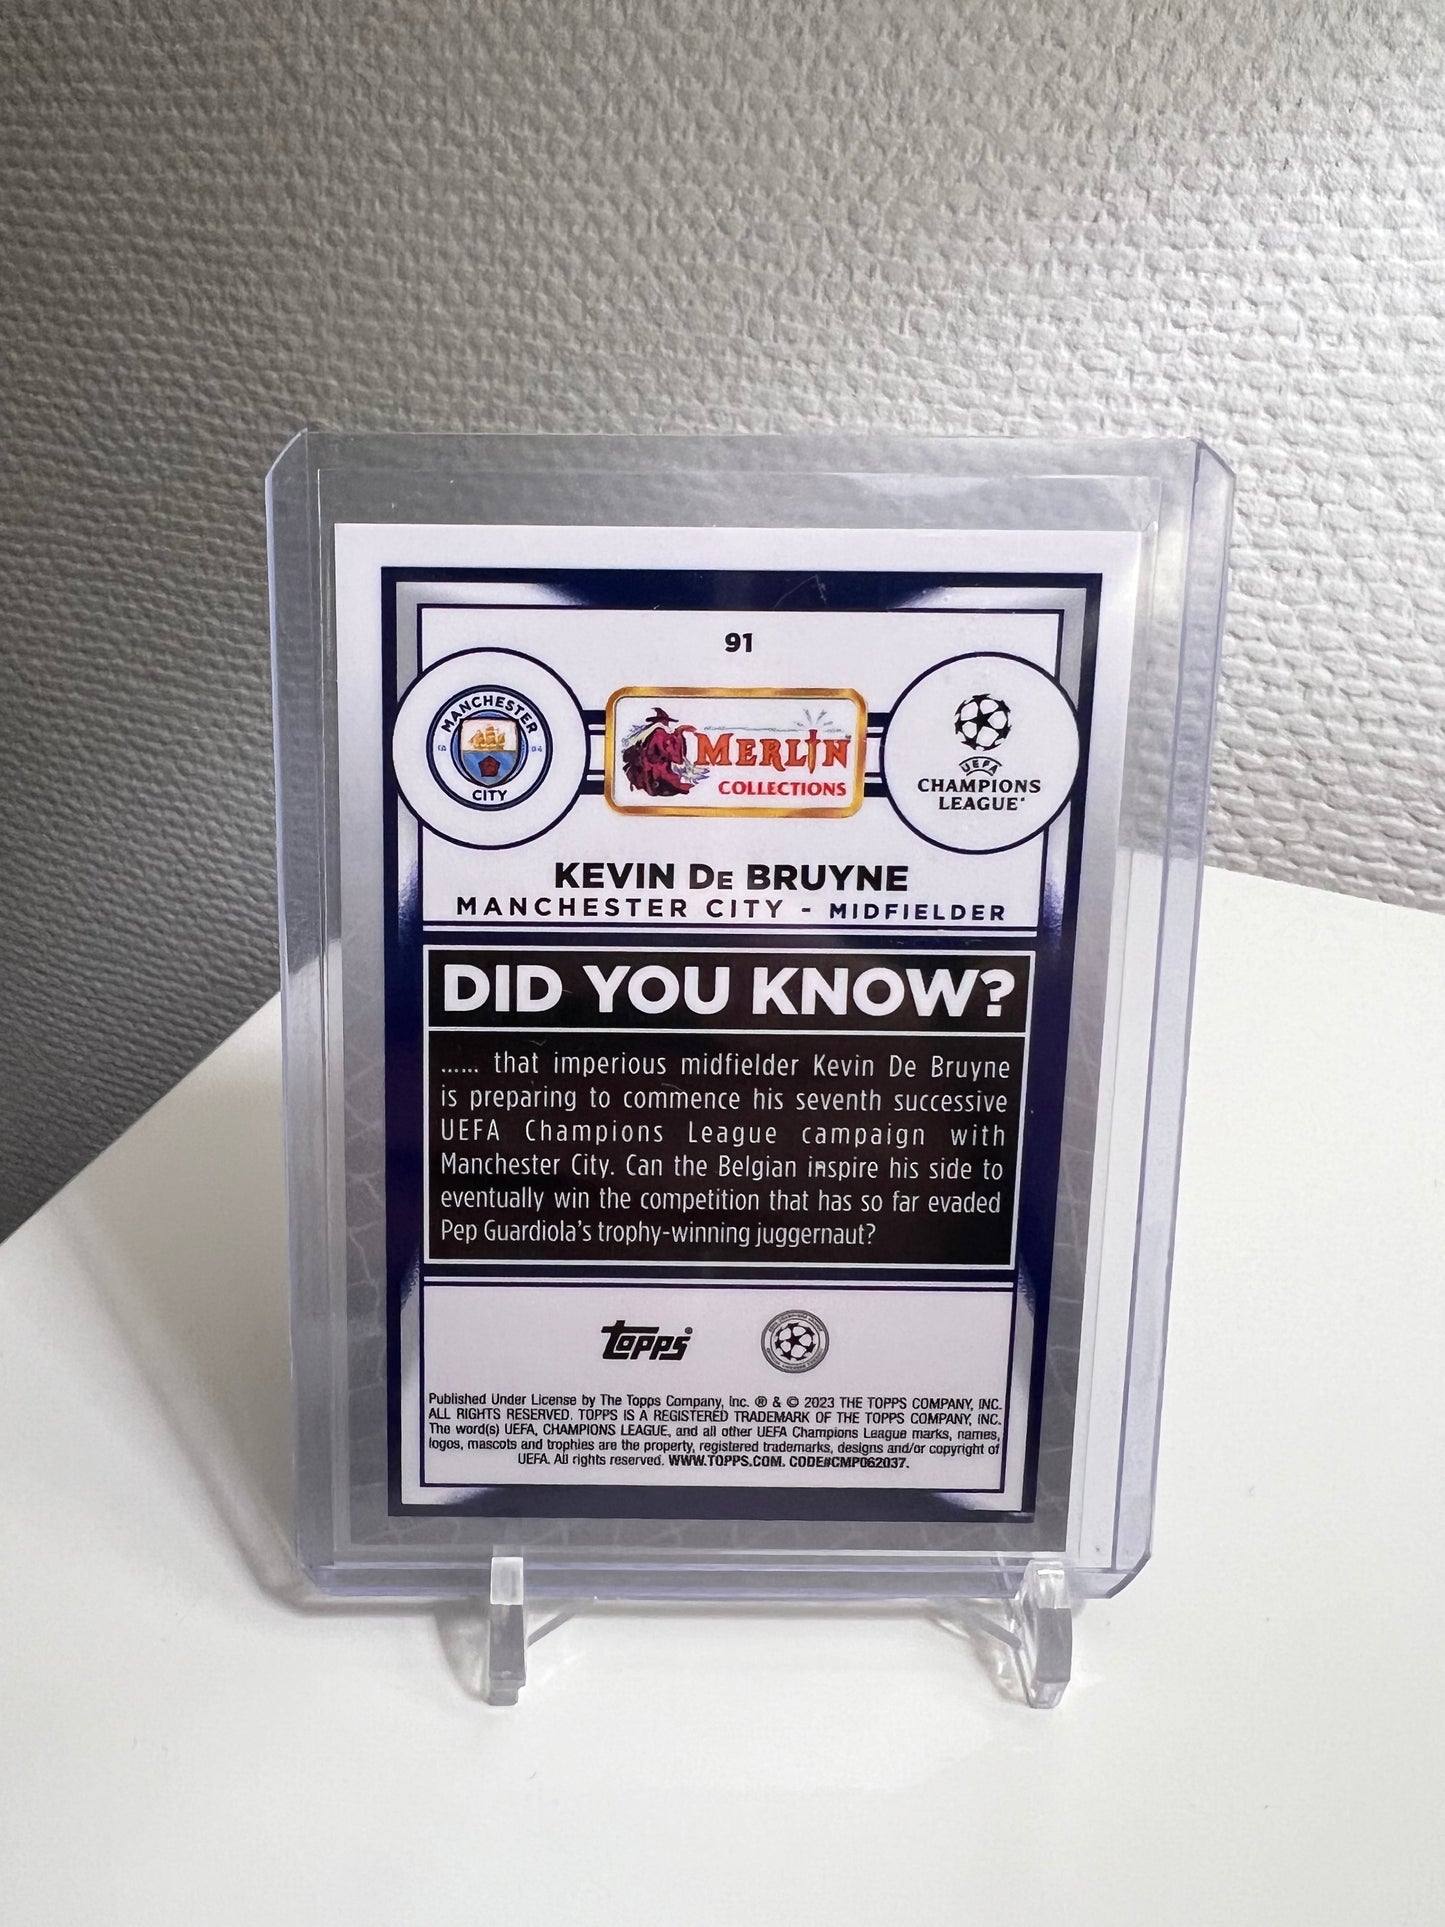 91
MANCHESTER
CITY
MERLIN
COLLECTIONS
UEFA
CHAMPIONS
LEAGUE
KEVIN DE BRUYNE
MANCHESTER CITY - MIDFIELDER
DID YOU KNOW?
...... that imperious midfielder Kevin De Bruyne
is preparing to commence his seventh successive
UEFA Champions League campaign with
Manchester City. Can the Belgian inspire his side to
eventually win the competition that has so far evaded
Pep Guardiola's trophy-winning juggernaut?
topps®
Published Under License by The Topps Company, Inc. ® & © 2023 THE TOPPS COMPANY, INC.
ALL RIGHTS RESERVED. TOPPS IS A REGISTERED TRADEMARK OF THE TOPPS COMPANY, INC.
The word(s) UEFA, CHAMPIONS LEAGUE, and all other UEFA Champions League marks, names,
logos, mascots and trophies are the property, registered trademarks, designs and/or copyright of
UEFA. All rights reserved. WWW.TOPPS.COM. CODE#CMP062037.